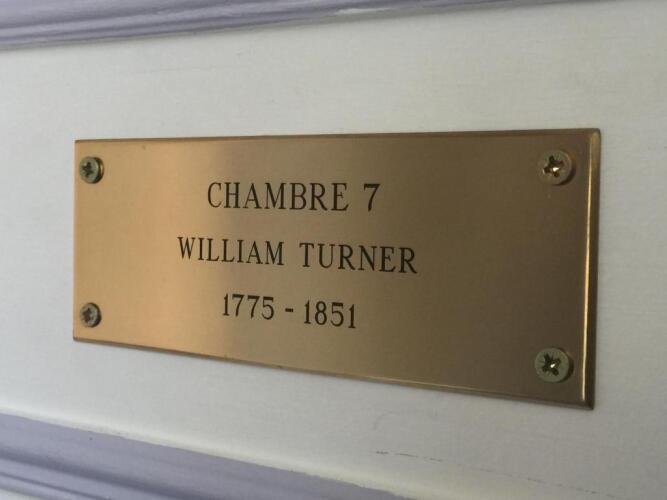 CHAMBRE 7
WILLIAM TURNER
1775 - 1851